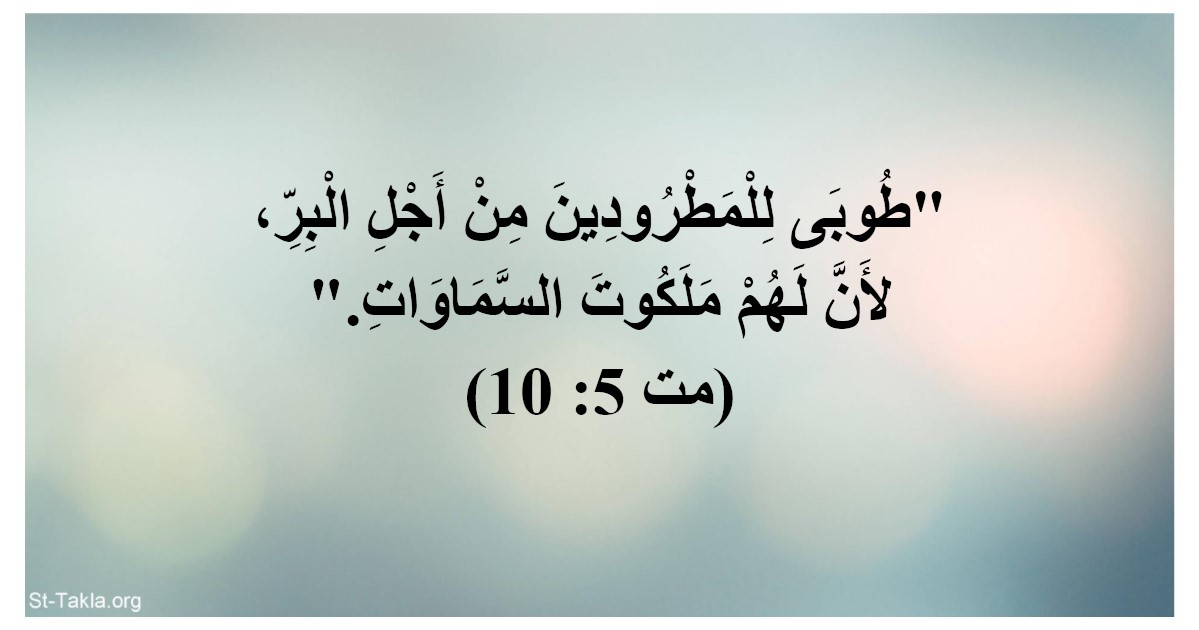 "طُوبَى لِلْمَطْرُودِينَ مِنْ أَجْلِ الْبِرِّ،
لأَنَّ لَهُمْ مَلَكُوتَ السَّمَاوَاتِ."
(مت 5: 10)
St-Takla.org